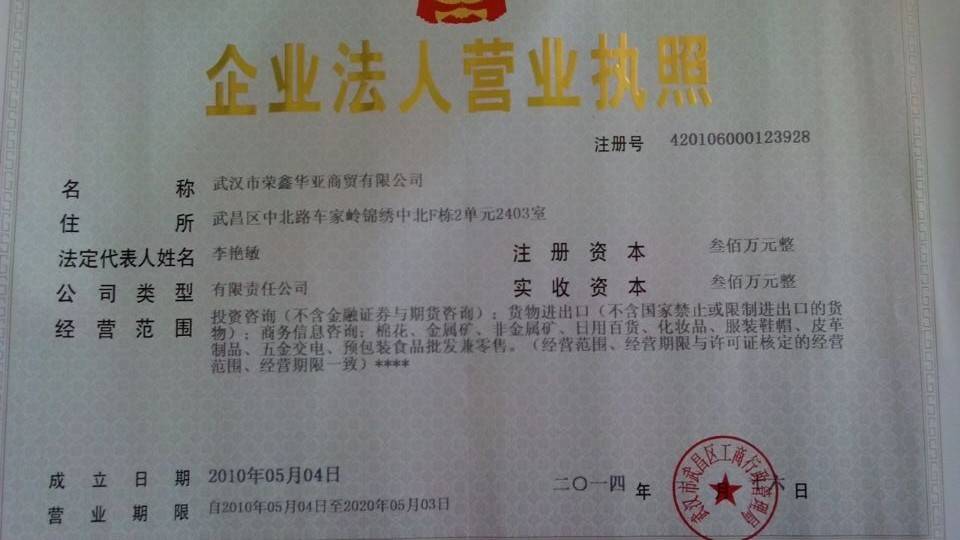 企业法人营业执照
注册号 420106000123928
名称 武汉市荣鑫华亚商贸有限公司
住所 武昌区中北路车家岭锦绣中北F栋2单元2403室
法定代表人姓名 李艳敏 注册资本 叁佰万元整
公司类型 有限责任公司 实收资本 叁佰万元整
经营范围 投资咨询（不含金融证券与期货咨询）；货物进出口（不含国家禁止或限制进出口的货
物）；商务信息咨询；棉花、金属矿、非金属矿、日用百货、化妆品、服装鞋帽、皮革
制品、五金交电、预包装食品批发兼零售。（经营范围、经营期限与许可证核定的经营
范围、经营期限一致）****
成立日期 2010年05月04日
二〇一四年 月 六日
营业期限 自2010年05月04日至2020年05月03日
武汉市武昌区工商行政管理局